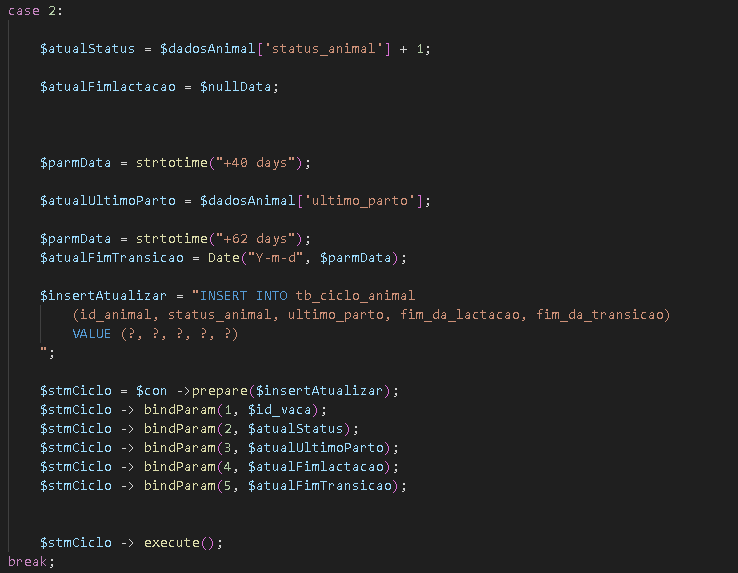 case 2:
$atualStatus = $dadosAnimal['status_animal'] + 1;
$atualFimlactacao = $nullData;
$parmData = strtotime("+40 days");
$atualUltimoParto = $dadosAnimal['ultimo_parto'];
$parmData = strtotime("+62 days");
$atualFimTransicao = Date("Y-m-d", $parmData);
$insertAtualizar = "INSERT INTO tb_ciclo_animal
(id_animal, status_animal, ultimo_parto, fim_da_lactacao, fim_da_transicao)
VALUE (?, ?, ?, ?, ?)
";
$stmCiclo = $con ->prepare($insertAtualizar);
$stmCiclo -> bindParam(1, $id_vaca);
$stmCiclo -> bindParam(2, $atualStatus);
$stmCiclo -> bindParam(3, $atualUltimoParto);
$stmCiclo -> bindParam(4, $atualFimlactacao);
$stmCiclo -> bindParam(5, $atualFimTransicao);
$stmCiclo -> execute();
break;